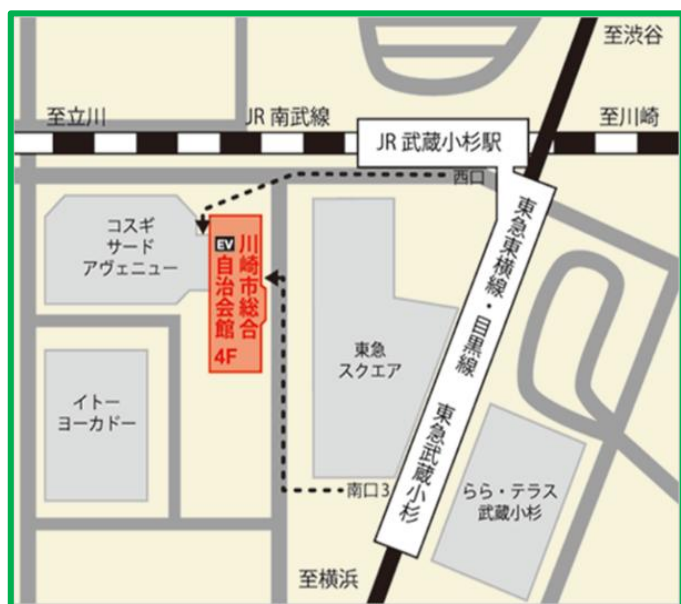 至渋谷
至立川
JR 南武線
至川崎
JR 武蔵小杉駅
西口
コスギ
サード
アヴェニュー
EV
川崎市総合
自治会館
4F
東急東横線・目黒線 東急武蔵小杉
東急
スクエア
イトー
ヨーカドー
南口3
らら・テラス
武蔵小杉
至横浜